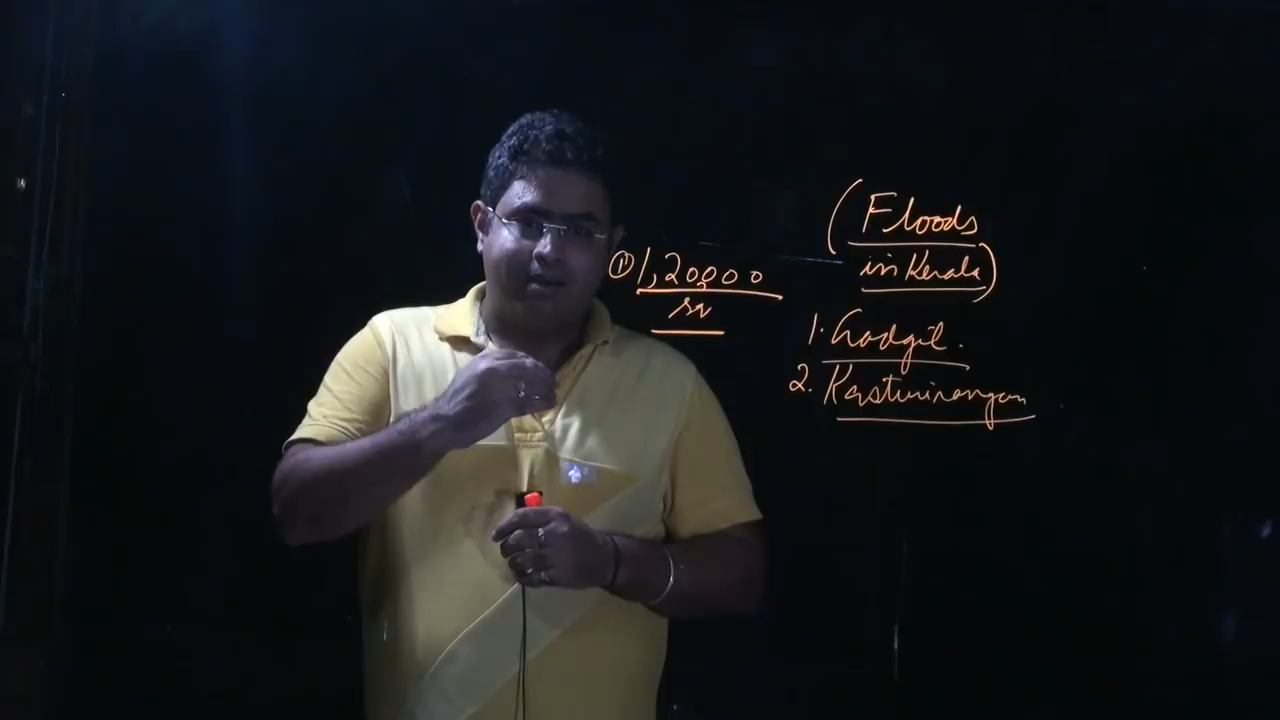 (Floods
in Kerala)
① 1,20000
1. Gadgil.
2. Kasturirangan